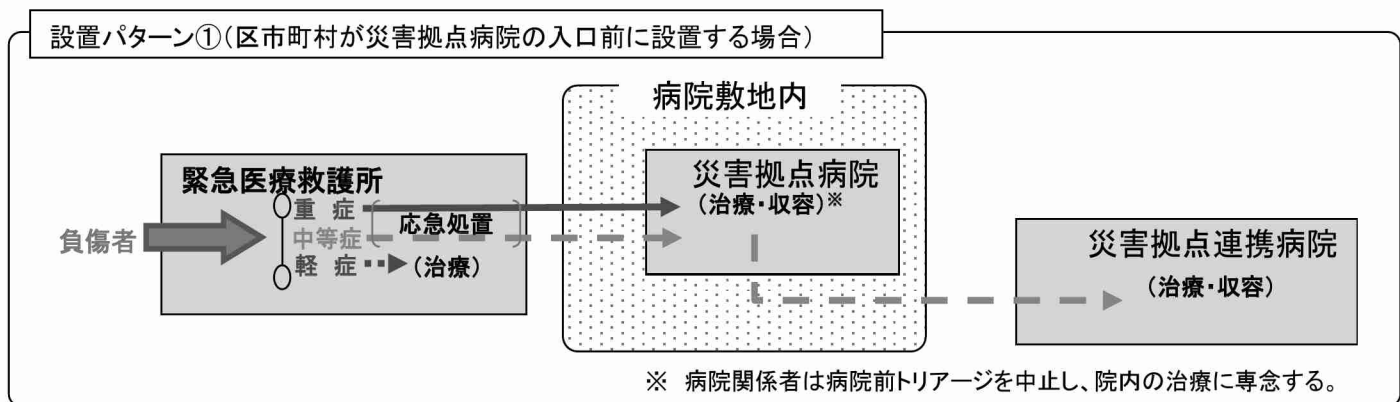 設置パターン①(区市町村が災害拠点病院の入口前に設置する場合)
病院敷地内
緊急医療救護所
負傷者
重 症
中等症
軽 症
応急処置
(治療)
災害拠点病院
(治療・収容)※
災害拠点連携病院
(治療・収容)
※ 病院関係者は病院前トリアージを中止し、院内の治療に専念する。